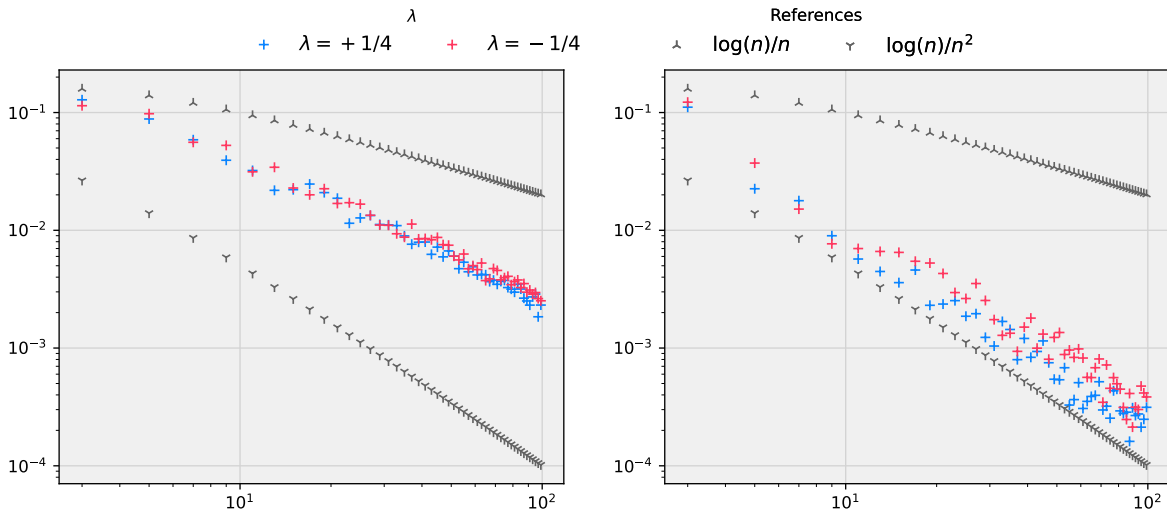 λ
References
λ = +1/4
λ = −1/4
log(n)/n
log(n)/n²
10⁻¹
10⁻²
10⁻³
10⁻⁴
10¹
10²
10⁻¹
10⁻²
10⁻³
10⁻⁴
10¹
10²